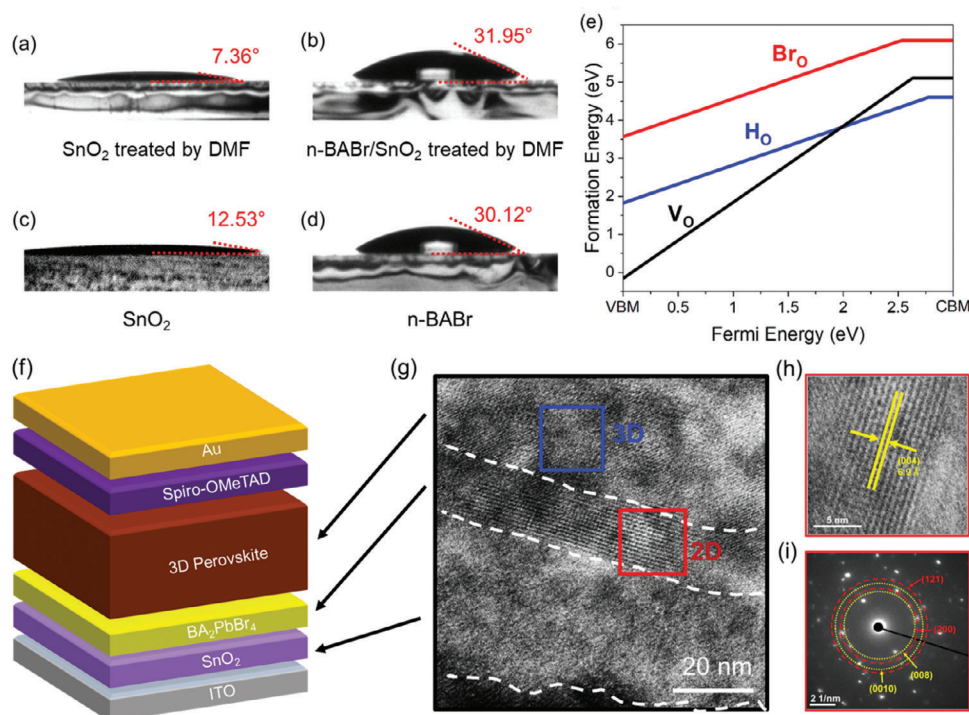 (a)
7.36°
SnO₂ treated by DMF
(b)
31.95°
n-BABr/SnO₂ treated by DMF
(c)
12.53°
SnO₂
(d)
30.12°
n-BABr
(e)
Formation Energy (eV)
6
5
4
3
2
1
0
Br_O
H_O
V_O
VBM
0.5
1
1.5
2
2.5
CBM
Fermi Energy (eV)
(f)
Au
Spiro-OMeTAD
3D Perovskite
BA₂PbBr₄
SnO₂
ITO
(g)
3D
2D
20 nm
(h)
(004)
5 nm
(i)
(121)
(200)
(008)
(0010)
2 1/nm